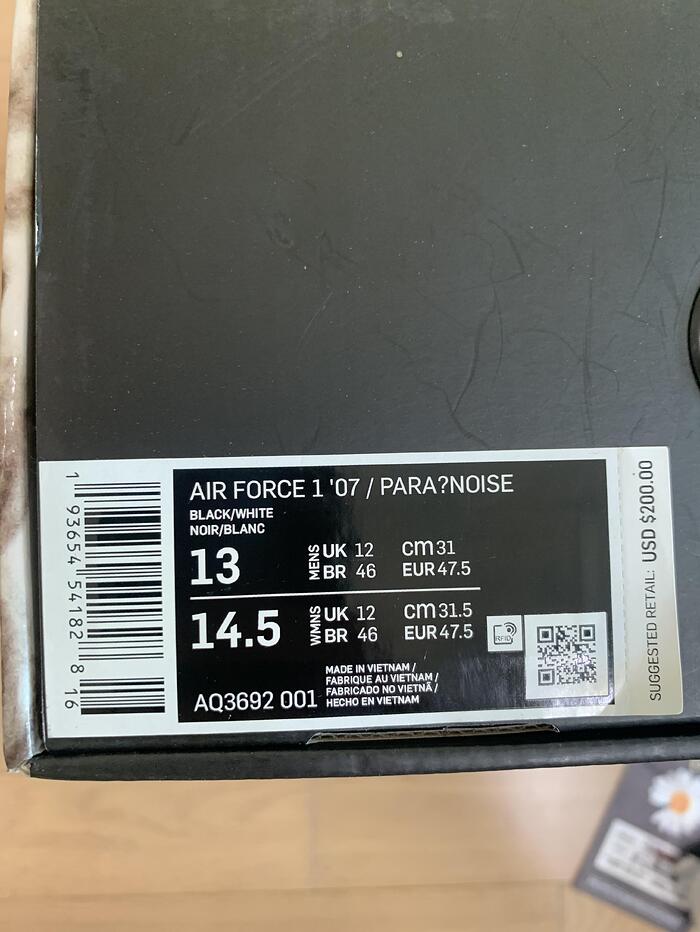 AIR FORCE 1 '07 / PARA?NOISE
BLACK/WHITE
NOIR/BLANC
13 MENS UK 12 cm 31
BR 46 EUR 47.5
14.5 WMNS UK 12 cm 31.5
BR 46 EUR 47.5
RFID
MADE IN VIETNAM /
FABRIQUE AU VIETNAM /
FABRICADO NO VIETNÃ /
HECHO EN VIETNAM
AQ3692 001
1 93654 54182 8 16
SUGGESTED RETAIL: USD $200.00